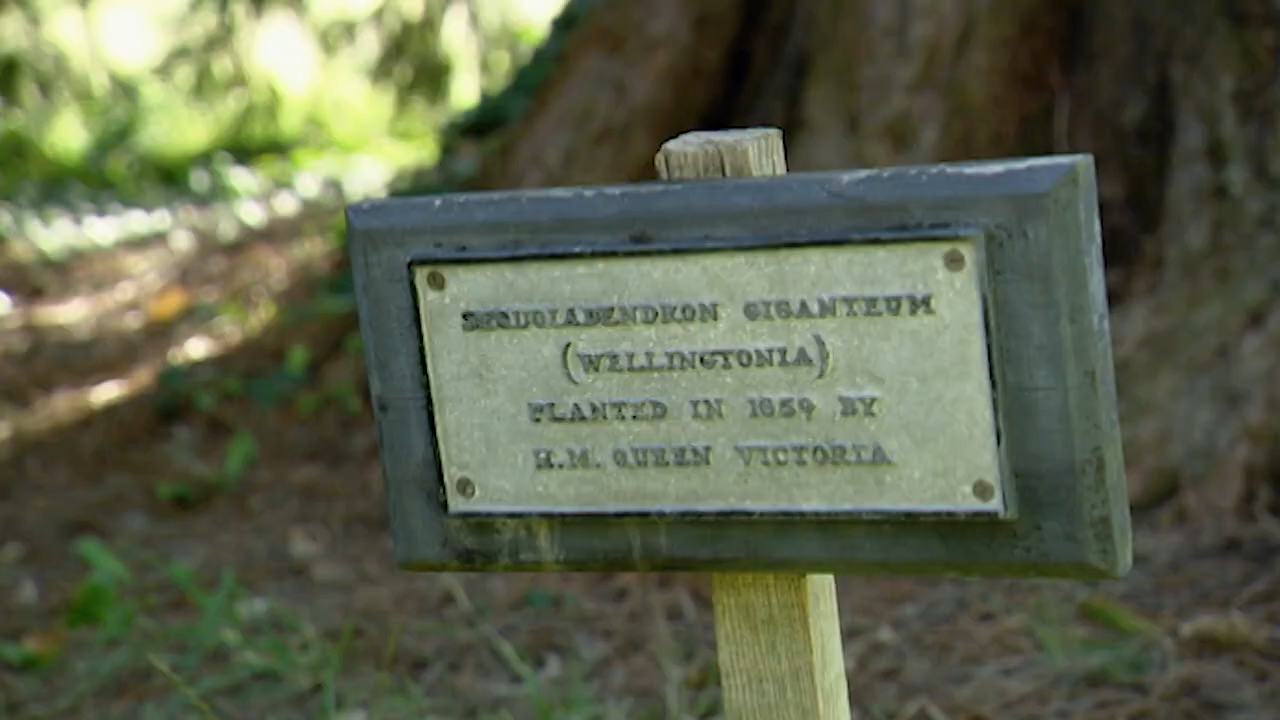 SEQUOIADENDRON GIGANTEUM
(WELLINGTONIA)
PLANTED IN 1859 BY
H.M. QUEEN VICTORIA